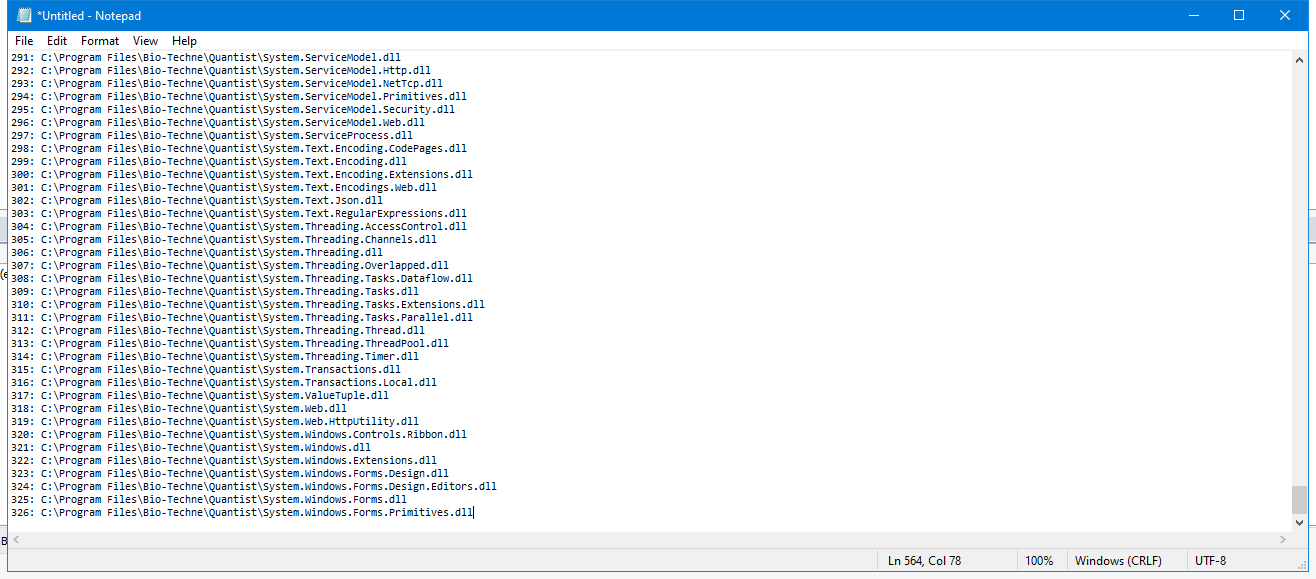 *Untitled - Notepad
File Edit Format View Help
291: C:\Program Files\Bio-Techne\Quantist\System.ServiceModel.dll
292: C:\Program Files\Bio-Techne\Quantist\System.ServiceModel.Http.dll
293: C:\Program Files\Bio-Techne\Quantist\System.ServiceModel.NetTcp.dll
294: C:\Program Files\Bio-Techne\Quantist\System.ServiceModel.Primitives.dll
295: C:\Program Files\Bio-Techne\Quantist\System.ServiceModel.Security.dll
296: C:\Program Files\Bio-Techne\Quantist\System.ServiceModel.Web.dll
297: C:\Program Files\Bio-Techne\Quantist\System.ServiceProcess.dll
298: C:\Program Files\Bio-Techne\Quantist\System.Text.Encoding.CodePages.dll
299: C:\Program Files\Bio-Techne\Quantist\System.Text.Encoding.dll
300: C:\Program Files\Bio-Techne\Quantist\System.Text.Encoding.Extensions.dll
301: C:\Program Files\Bio-Techne\Quantist\System.Text.Encodings.Web.dll
302: C:\Program Files\Bio-Techne\Quantist\System.Text.Json.dll
303: C:\Program Files\Bio-Techne\Quantist\System.Text.RegularExpressions.dll
304: C:\Program Files\Bio-Techne\Quantist\System.Threading.AccessControl.dll
305: C:\Program Files\Bio-Techne\Quantist\System.Threading.Channels.dll
306: C:\Program Files\Bio-Techne\Quantist\System.Threading.dll
307: C:\Program Files\Bio-Techne\Quantist\System.Threading.Overlapped.dll
308: C:\Program Files\Bio-Techne\Quantist\System.Threading.Tasks.Dataflow.dll
309: C:\Program Files\Bio-Techne\Quantist\System.Threading.Tasks.dll
310: C:\Program Files\Bio-Techne\Quantist\System.Threading.Tasks.Extensions.dll
311: C:\Program Files\Bio-Techne\Quantist\System.Threading.Tasks.Parallel.dll
312: C:\Program Files\Bio-Techne\Quantist\System.Threading.Thread.dll
313: C:\Program Files\Bio-Techne\Quantist\System.Threading.ThreadPool.dll
314: C:\Program Files\Bio-Techne\Quantist\System.Threading.Timer.dll
315: C:\Program Files\Bio-Techne\Quantist\System.Transactions.dll
316: C:\Program Files\Bio-Techne\Quantist\System.Transactions.Local.dll
317: C:\Program Files\Bio-Techne\Quantist\System.ValueTuple.dll
318: C:\Program Files\Bio-Techne\Quantist\System.Web.dll
319: C:\Program Files\Bio-Techne\Quantist\System.Web.HttpUtility.dll
320: C:\Program Files\Bio-Techne\Quantist\System.Windows.Controls.Ribbon.dll
321: C:\Program Files\Bio-Techne\Quantist\System.Windows.dll
322: C:\Program Files\Bio-Techne\Quantist\System.Windows.Extensions.dll
323: C:\Program Files\Bio-Techne\Quantist\System.Windows.Forms.Design.dll
324: C:\Program Files\Bio-Techne\Quantist\System.Windows.Forms.Design.Editors.dll
325: C:\Program Files\Bio-Techne\Quantist\System.Windows.Forms.dll
326: C:\Program Files\Bio-Techne\Quantist\System.Windows.Forms.Primitives.dll
Ln 564, Col 78 100% Windows (CRLF) UTF-8